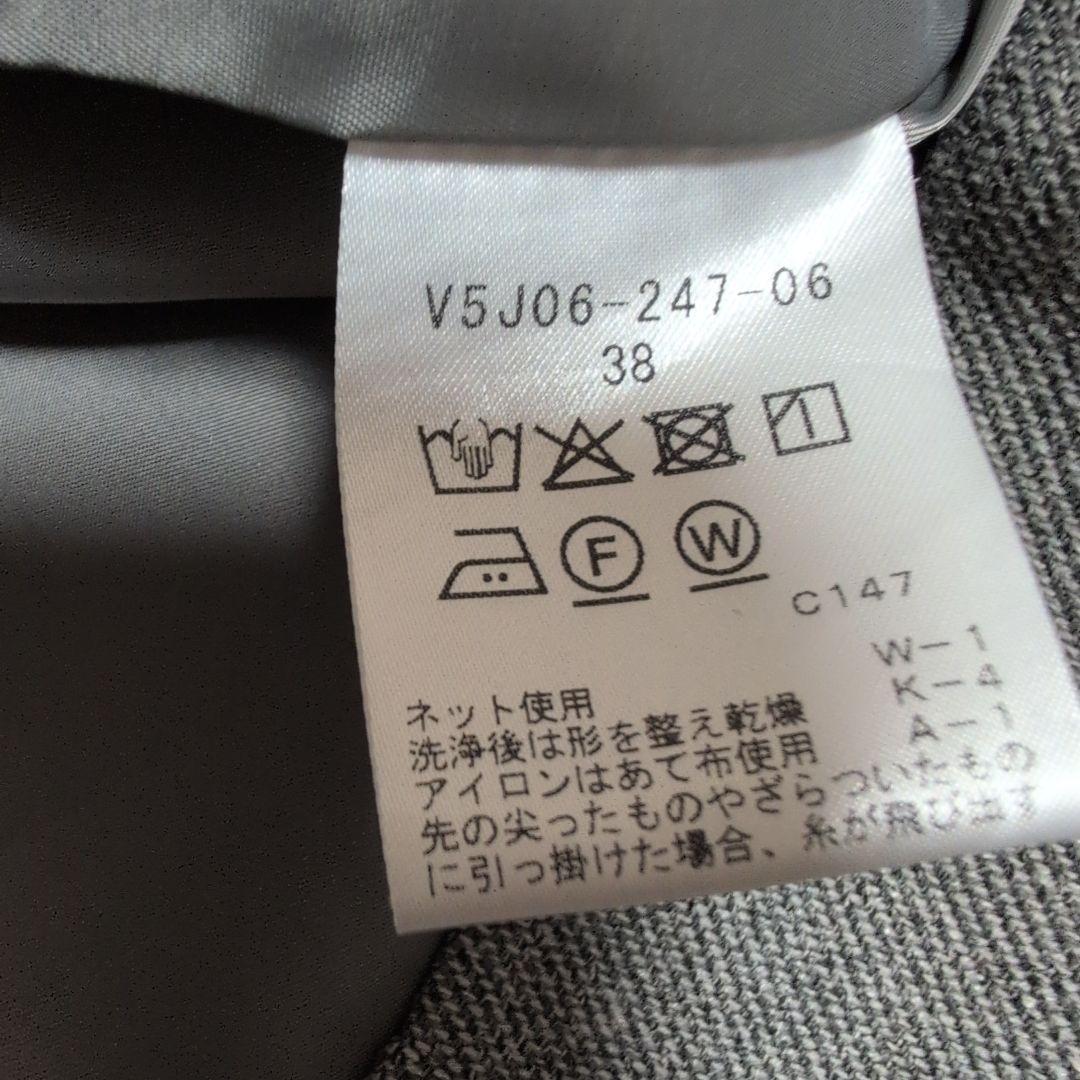 V5J06-247-06
38
F W
C147
W-1
K-4
A-1
ネット使用
洗浄後は形を整え乾燥
アイロンはあて布使用
先の尖ったものやざらついたもの
に引っ掛けた場合、糸が飛び出す